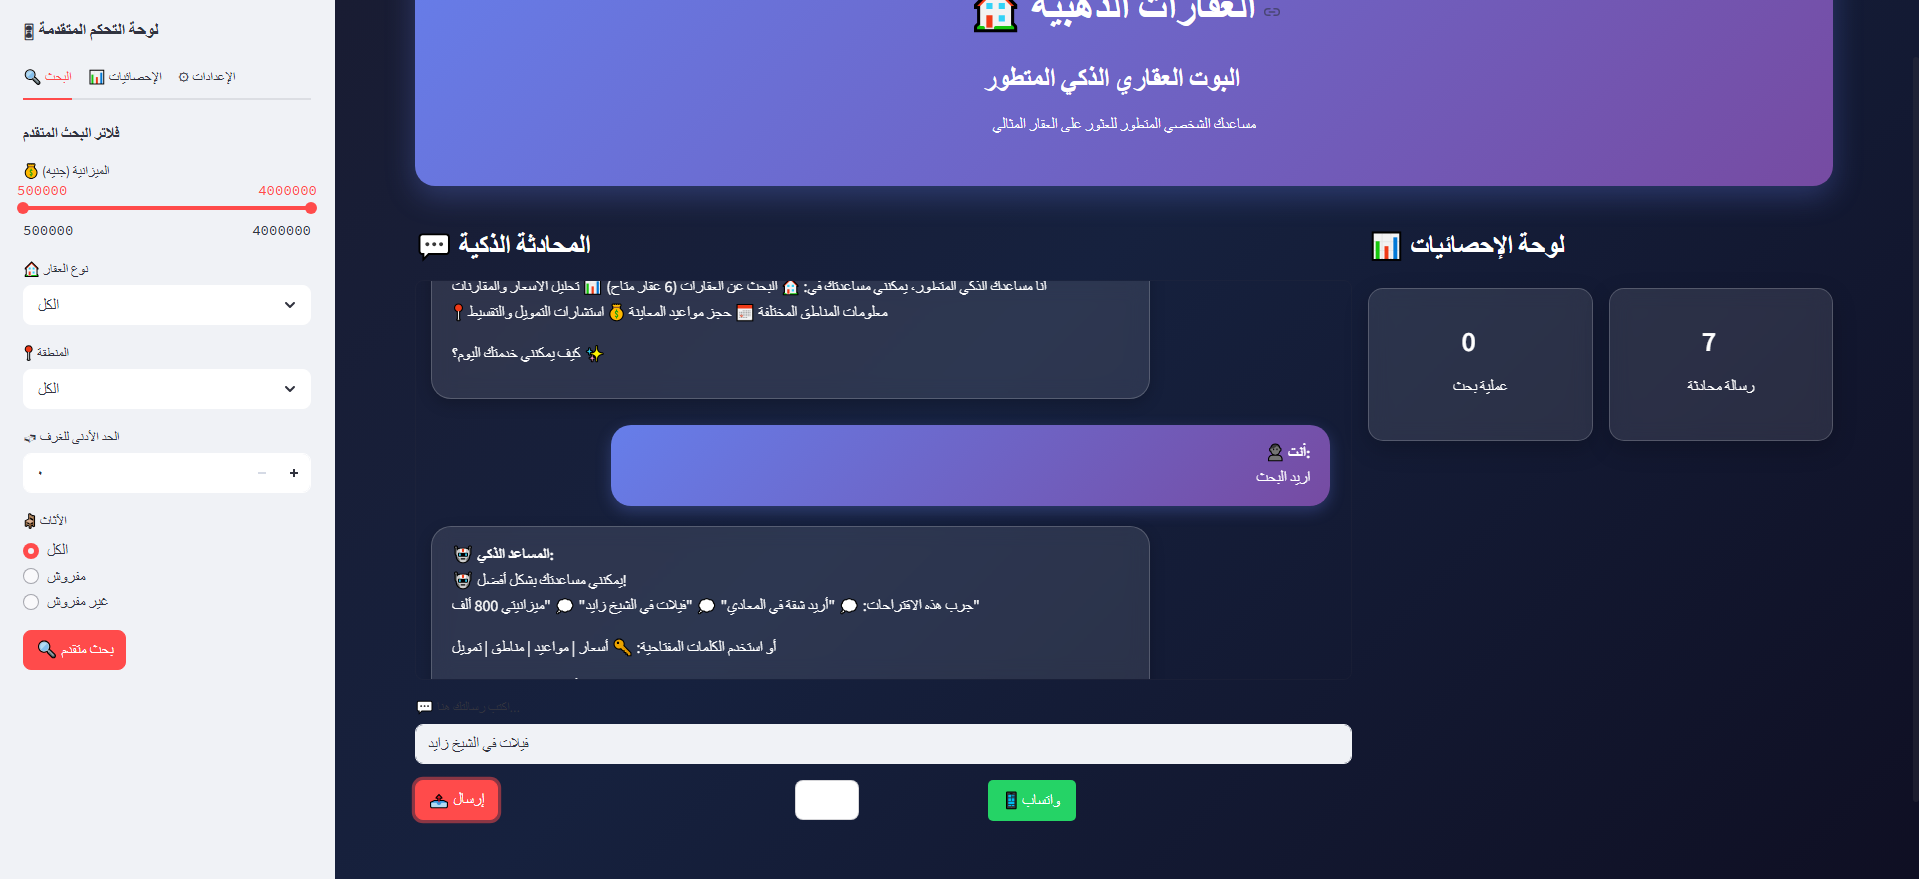 لوحة التحكم المتقدمة
البحث
الإحصائيات
الإعدادات
فلاتر البحث المتقدم
الميزانية (جنيه)
500000 4000000
500000 4000000
نوع العقار
الكل
المنطقة
الكل
الحد الأدنى للغرف
٠
الأثاث
الكل
مفروش
غير مفروش
بحث متقدم
العقارات الذهبية
البوت العقاري الذكي المتطور
مساعدك الشخصي المتطور للعثور على العقار المثالي
المحادثة الذكية
أنا مساعدك الذكي المتطور، يمكنني مساعدتك في: 🏠 البحث عن العقارات (6 عقار متاح) 📊 تحليل الأسعار والمقارنات
📍 معلومات المناطق المختلفة 📅 حجز مواعيد المعاينة 💰 استشارات التمويل والتقسيط
✨ كيف يمكنني خدمتك اليوم؟
أنت:
اريد البحث
المساعد الذكي:
يمكنني مساعدتك بشكل أفضل!
جرب هذه الاقتراحات: 💭 "أريد شقة في المعادي" 💭 "فيلات في الشيخ زايد" 💭 "ميزانيتي 800 ألف"
أو استخدم الكلمات المفتاحية: 🔑 أسعار | مواعيد | مناطق | تمويل
اكتب رسالتك هنا...
فيلات في الشيخ زايد
إرسال
واتساب
لوحة الإحصائيات
0
عملية بحث
7
رسالة محادثة